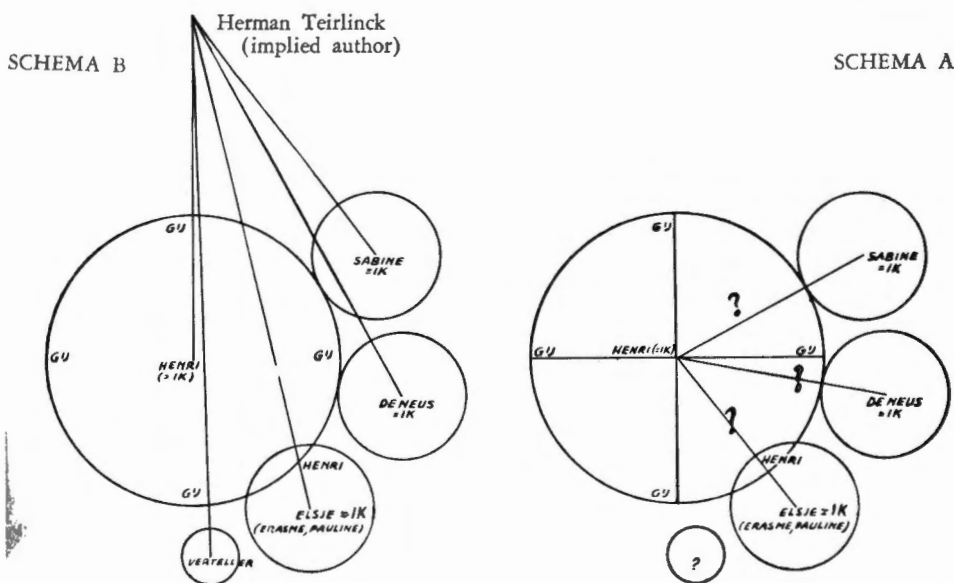 Herman Teirlinck
(implied author)
SCHEMA B
GIJ
SABINE
=IK
GIJ
HENRI
(=IK)
GIJ
DE NEUS
=IK
HENRI
GIJ
ELSJE =IK
(ERASME, PAULINE)
VERTELLER
SCHEMA A
GIJ
SABINE
=IK
?
GIJ
HENRI (=IK)
GIJ
?
DE NEUS
=IK
?
HENRI
GIJ
ELSJE =IK
(ERASME, PAULINE)
?